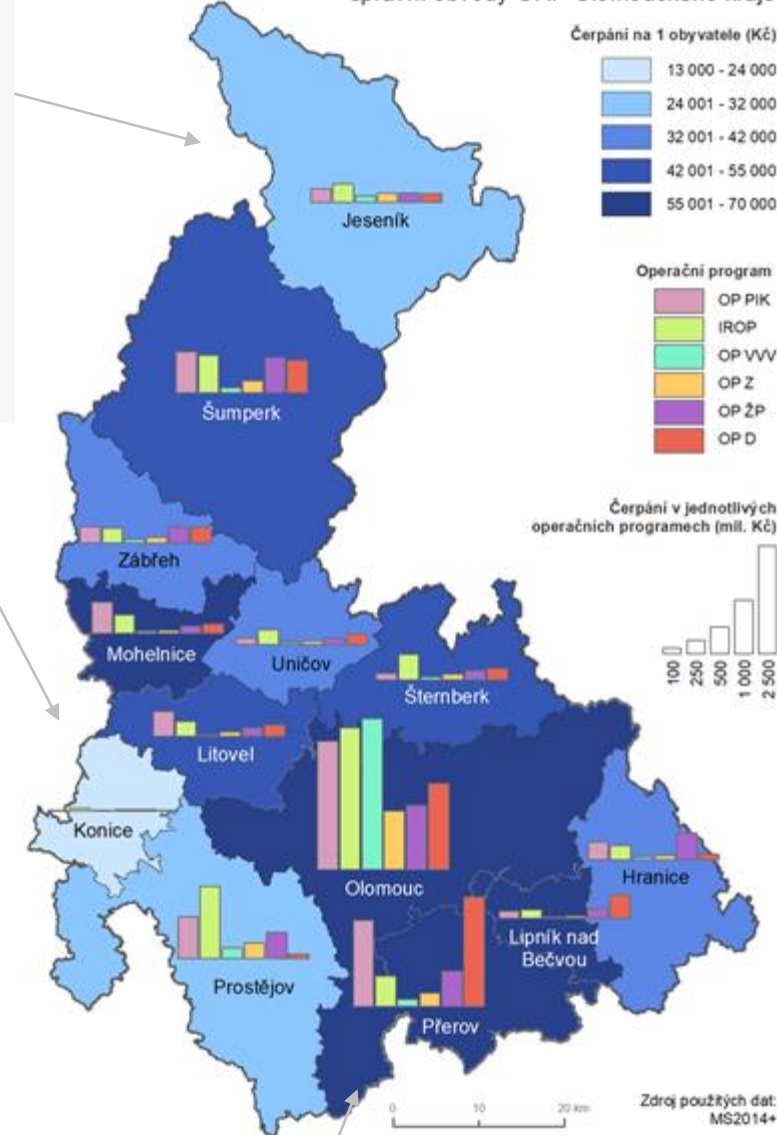 Čerpání na 1 obyvatele (Kč)
13 000 - 24 000
24 001 - 32 000
32 001 - 42 000
42 001 - 55 000
55 001 - 70 000
Operační program
OP PIK
IROP
OP VVV
OP Z
OP ŽP
OP D
Čerpání v jednotlivých
operačních programech (mil. Kč)
100
250
500
1 000
2 500
Jeseník
Šumperk
Zábřeh
Mohelnice
Uničov
Šternberk
Litovel
Konice
Olomouc
Hranice
Lipník nad
Bečvou
Prostějov
Přerov
0 10 20 km
Zdroj použitých dat:
MS2014+